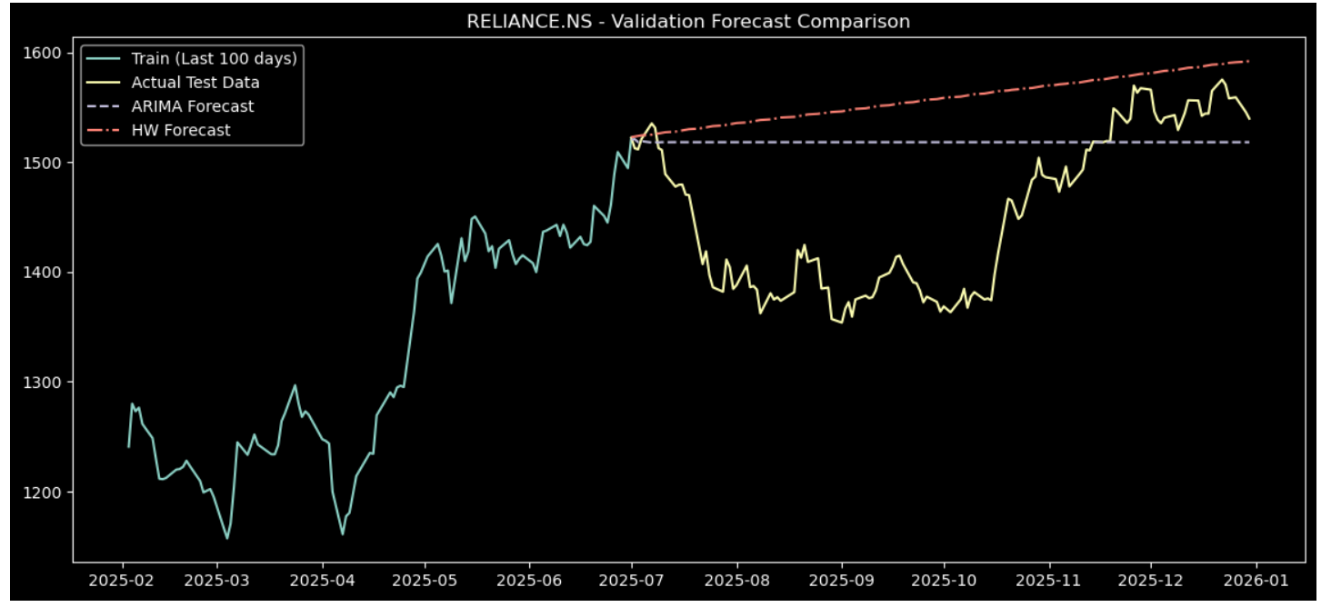 RELIANCE.NS - Validation Forecast Comparison
Train (Last 100 days)
Actual Test Data
ARIMA Forecast
HW Forecast
1600
1500
1400
1300
1200
2025-02 2025-03 2025-04 2025-05 2025-06 2025-07 2025-08 2025-09 2025-10 2025-11 2025-12 2026-01